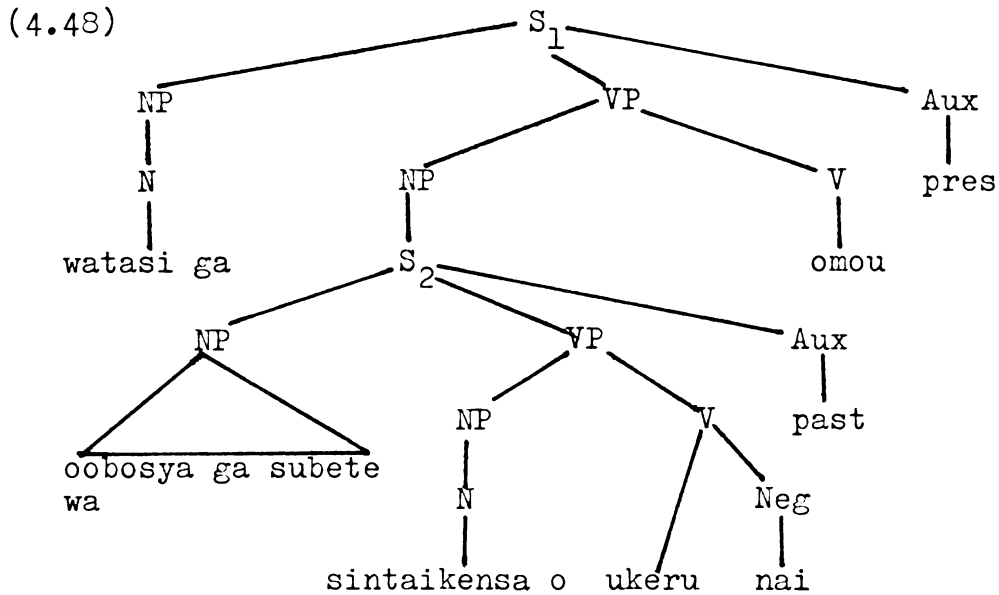 (4.48)
S1
NP VP Aux
N NP V pres
watasi ga S2 omou
NP VP Aux
NP V past
oobosya ga subete
wa N Neg
sintaikensa o ukeru nai